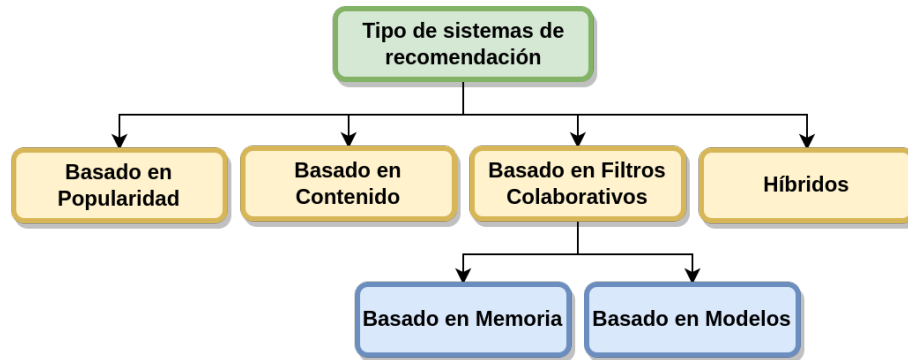 Tipo de sistemas de
recomendación
Basado en
Popularidad
Basado en
Contenido
Basado en Filtros
Colaborativos
Híbridos
Basado en Memoria
Basado en Modelos